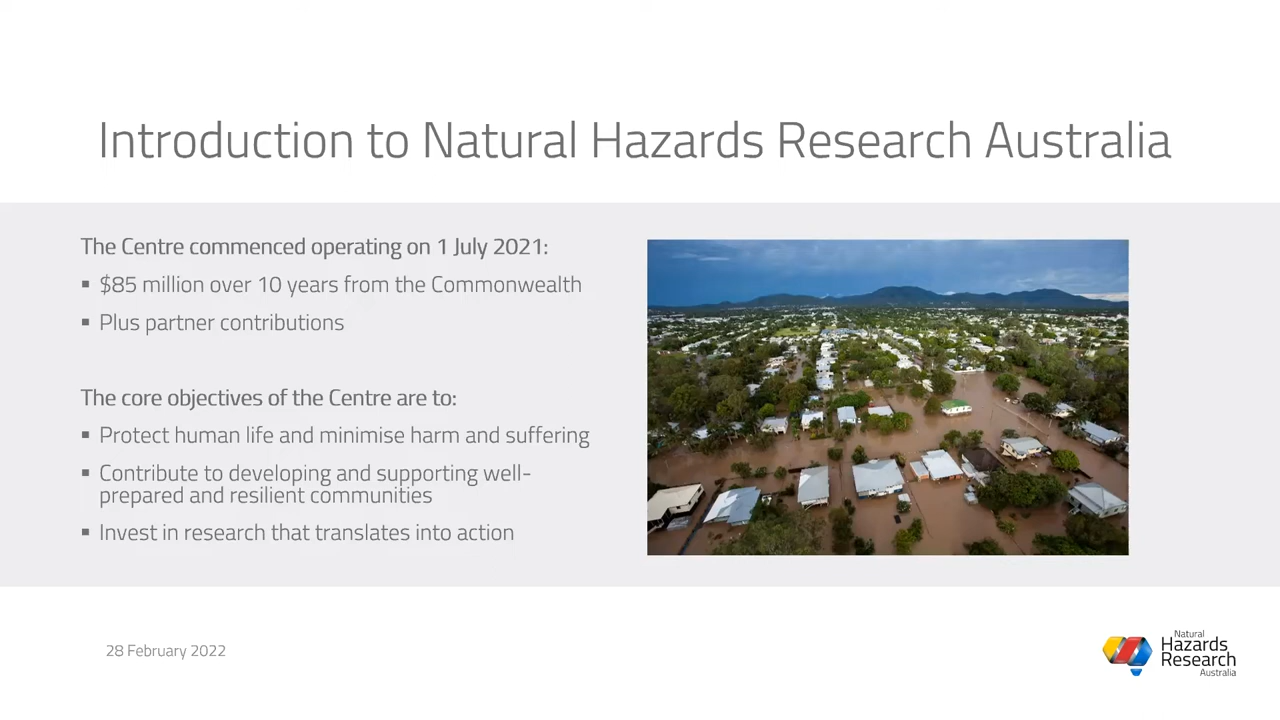 Introduction to Natural Hazards Research Australia
The Centre commenced operating on 1 July 2021:
▪ $85 million over 10 years from the Commonwealth
▪ Plus partner contributions
The core objectives of the Centre are to:
▪ Protect human life and minimise harm and suffering
▪ Contribute to developing and supporting well-
prepared and resilient communities
▪ Invest in research that translates into action
28 February 2022
Natural
Hazards
Research
Australia